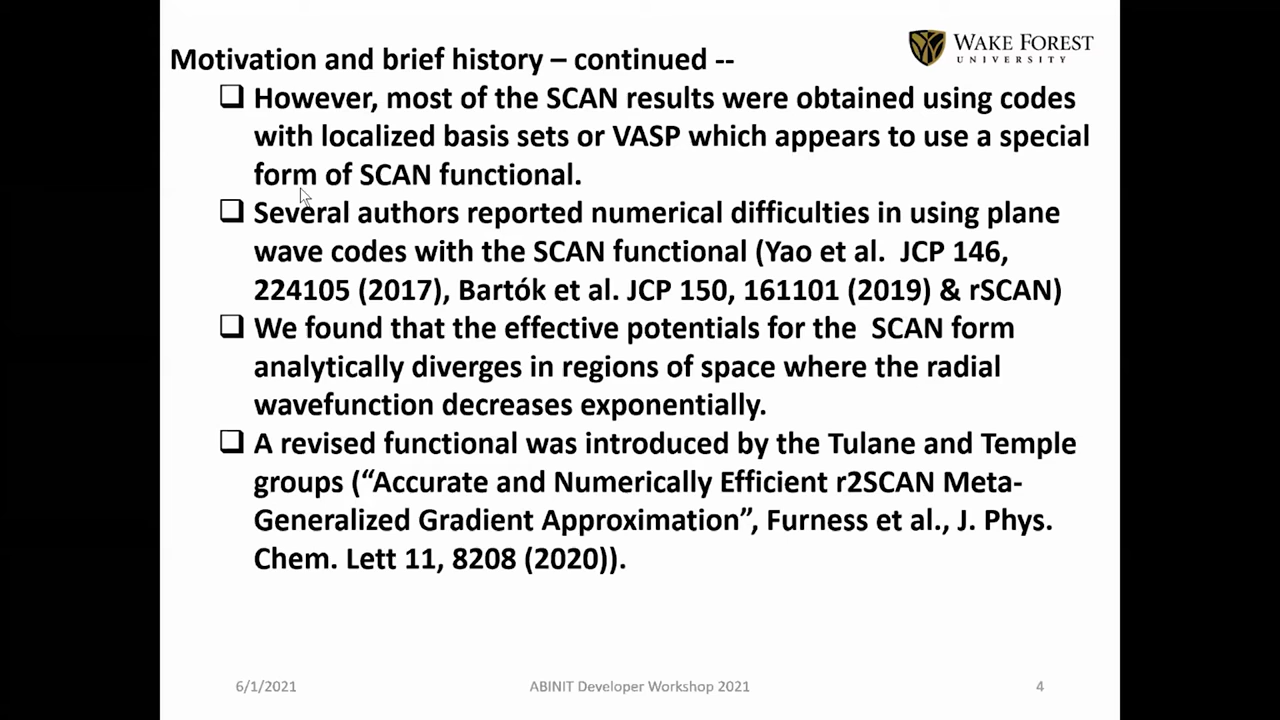 WAKE FOREST
UNIVERSITY
Motivation and brief history – continued --
However, most of the SCAN results were obtained using codes
with localized basis sets or VASP which appears to use a special
form of SCAN functional.
Several authors reported numerical difficulties in using plane
wave codes with the SCAN functional (Yao et al.  JCP 146,
224105 (2017), Bartók et al. JCP 150, 161101 (2019) & rSCAN)
We found that the effective potentials for the  SCAN form
analytically diverges in regions of space where the radial
wavefunction decreases exponentially.
A revised functional was introduced by the Tulane and Temple
groups (“Accurate and Numerically Efficient r2SCAN Meta-
Generalized Gradient Approximation”, Furness et al., J. Phys.
Chem. Lett 11, 8208 (2020)).
6/1/2021
ABINIT Developer Workshop 2021
4